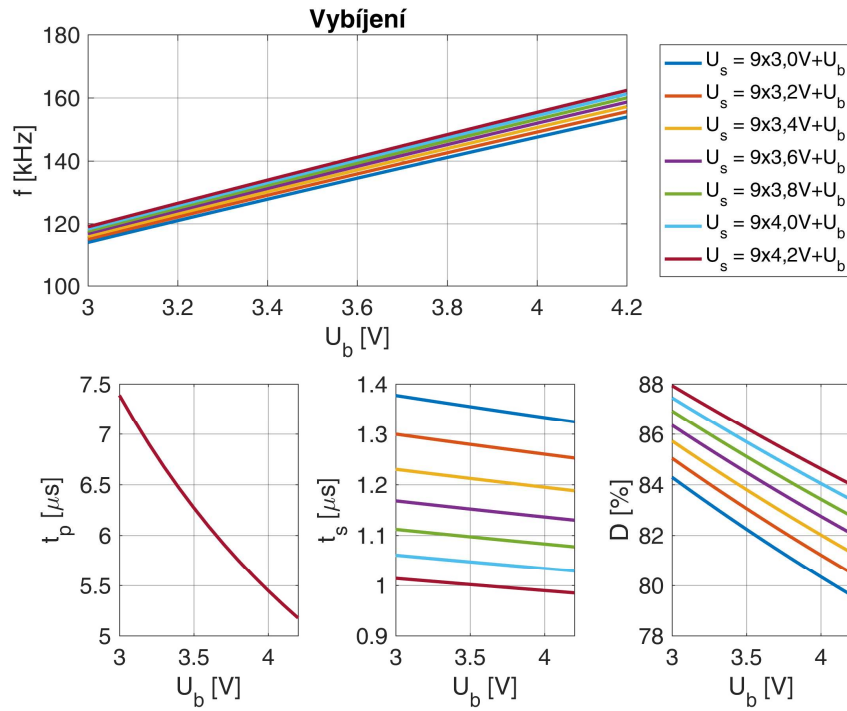 Vybíjení
180
160
140
120
100
f [kHz]
3
3.2
3.4
3.6
3.8
4
4.2
U_b [V]
U_s = 9x3,0V+U_b
U_s = 9x3,2V+U_b
U_s = 9x3,4V+U_b
U_s = 9x3,6V+U_b
U_s = 9x3,8V+U_b
U_s = 9x4,0V+U_b
U_s = 9x4,2V+U_b
7.5
7
6.5
6
5.5
5
t_p [μs]
3
3.5
4
U_b [V]
1.4
1.3
1.2
1.1
1
0.9
t_s [μs]
3
3.5
4
U_b [V]
88
86
84
82
80
78
D [%]
3
3.5
4
U_b [V]